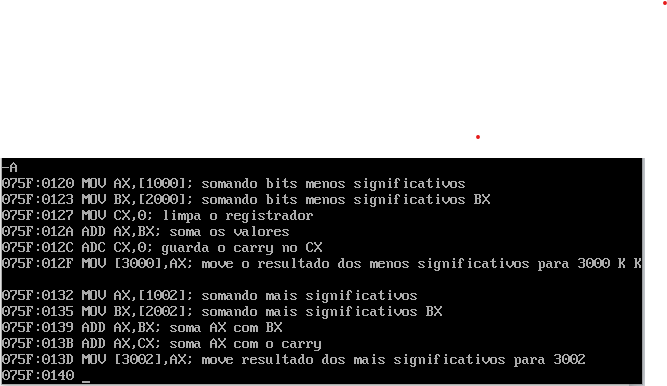 -A
075F:0120 MOV AX,[1000]; somando bits menos significativos
075F:0123 MOV BX,[2000]; somando bits menos significativos BX
075F:0127 MOV CX,0; limpa o registrador
075F:012A ADD AX,BX; soma os valores
075F:012C ADC CX,0; guarda o carry no CX
075F:012F MOV [3000],AX; move o resultado dos menos significativos para 3000 K K
075F:0132 MOV AX,[1002]; somando mais significativos
075F:0135 MOV BX,[2002]; somando mais significativos BX
075F:0139 ADD AX,BX; soma AX com BX
075F:013B ADD AX,CX; soma AX com o carry
075F:013D MOV [3002],AX; move resultado dos mais significativos para 3002
075F:0140 _